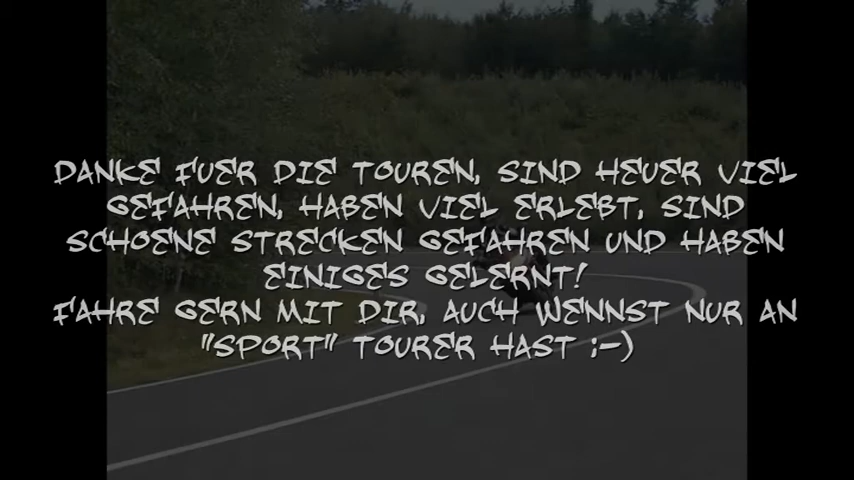 DANKE FUER DIE TOUREN, SIND HEUER VIEL
GEFAHREN, HABEN VIEL ERLEBT, SIND
SCHOENE STRECKEN GEFAHREN UND HABEN
EINIGES GELERNT!
FAHRE GERN MIT DIR, AUCH WENNST NUR AN
"SPORT" TOURER HAST ;-)